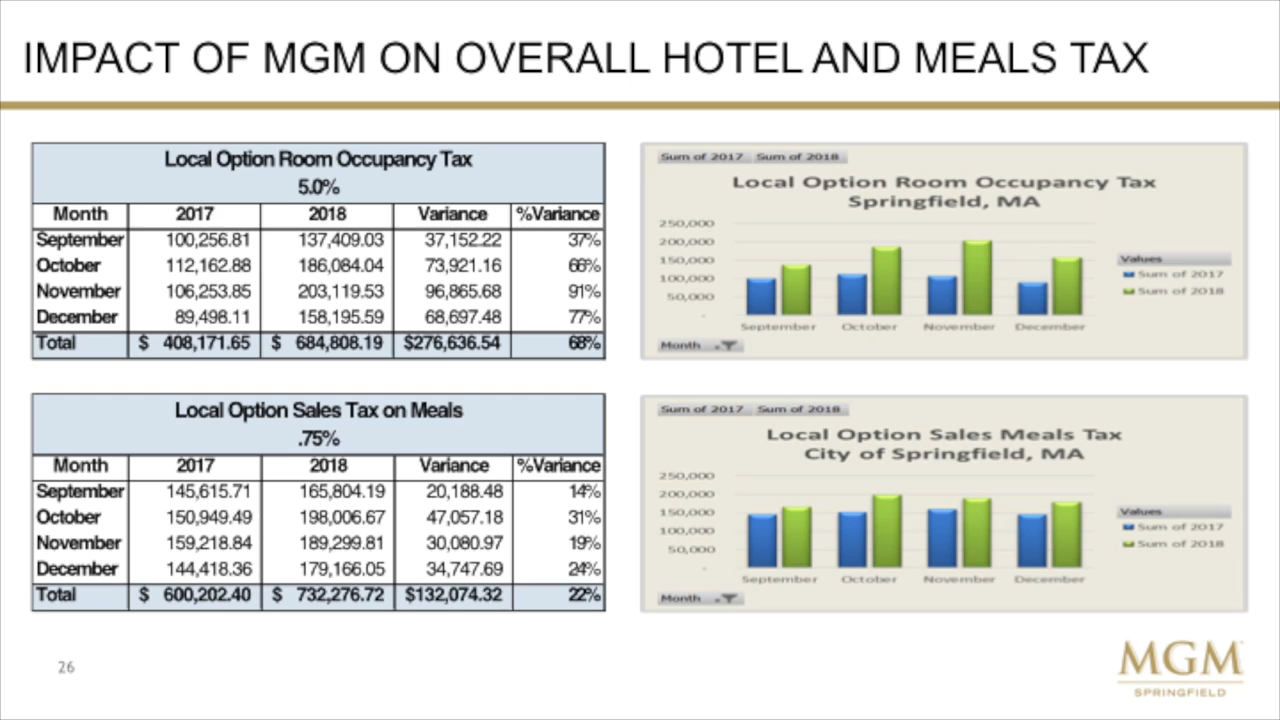 IMPACT OF MGM ON OVERALL HOTEL AND MEALS TAX
Local Option Room Occupancy Tax
5.0%
Month 2017 2018 Variance %Variance
September 100,256.81 137,409.03 37,152.22 37%
October 112,162.88 186,084.04 73,921.16 66%
November 106,253.85 203,119.53 96,865.68 91%
December 89,498.11 158,195.59 68,697.48 77%
Total $ 408,171.65 $ 684,808.19 $276,636.54 68%
Sum of 2017 Sum of 2018
Local Option Room Occupancy Tax
Springfield, MA
250,000
200,000
150,000
100,000
50,000
-
September October November December
Values
Sum of 2017
Sum of 2018
Month
Local Option Sales Tax on Meals
.75%
Month 2017 2018 Variance %Variance
September 145,615.71 165,804.19 20,188.48 14%
October 150,949.49 198,006.67 47,057.18 31%
November 159,218.84 189,299.81 30,080.97 19%
December 144,418.36 179,166.05 34,747.69 24%
Total $ 600,202.40 $ 732,276.72 $132,074.32 22%
Sum of 2017 Sum of 2018
Local Option Sales Meals Tax
City of Springfield, MA
250,000
200,000
150,000
100,000
50,000
-
September October November December
Values
Sum of 2017
Sum of 2018
Month
26
MGM
SPRINGFIELD